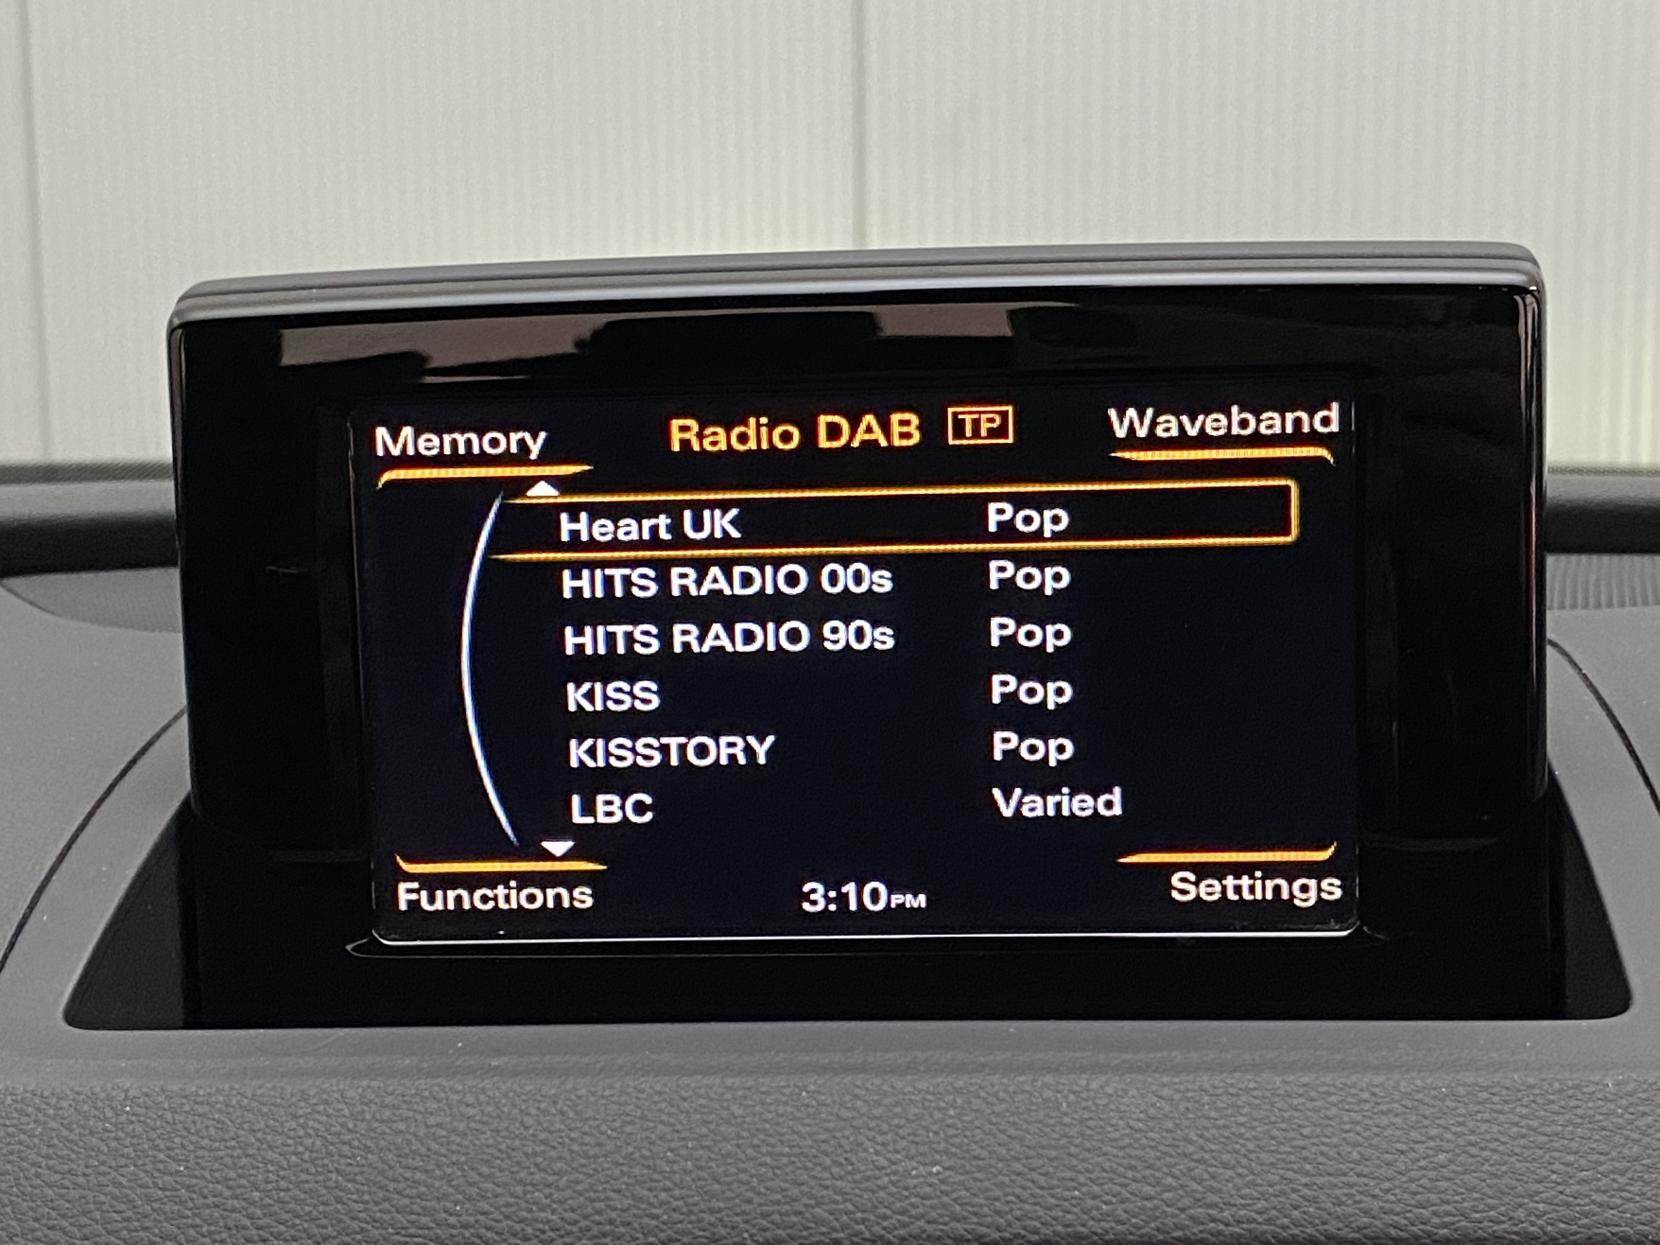 Memory Radio DAB TP Waveband
Heart UK Pop
HITS RADIO 00s Pop
HITS RADIO 90s Pop
KISS Pop
KISSTORY Pop
LBC Varied
Functions 3:10PM Settings